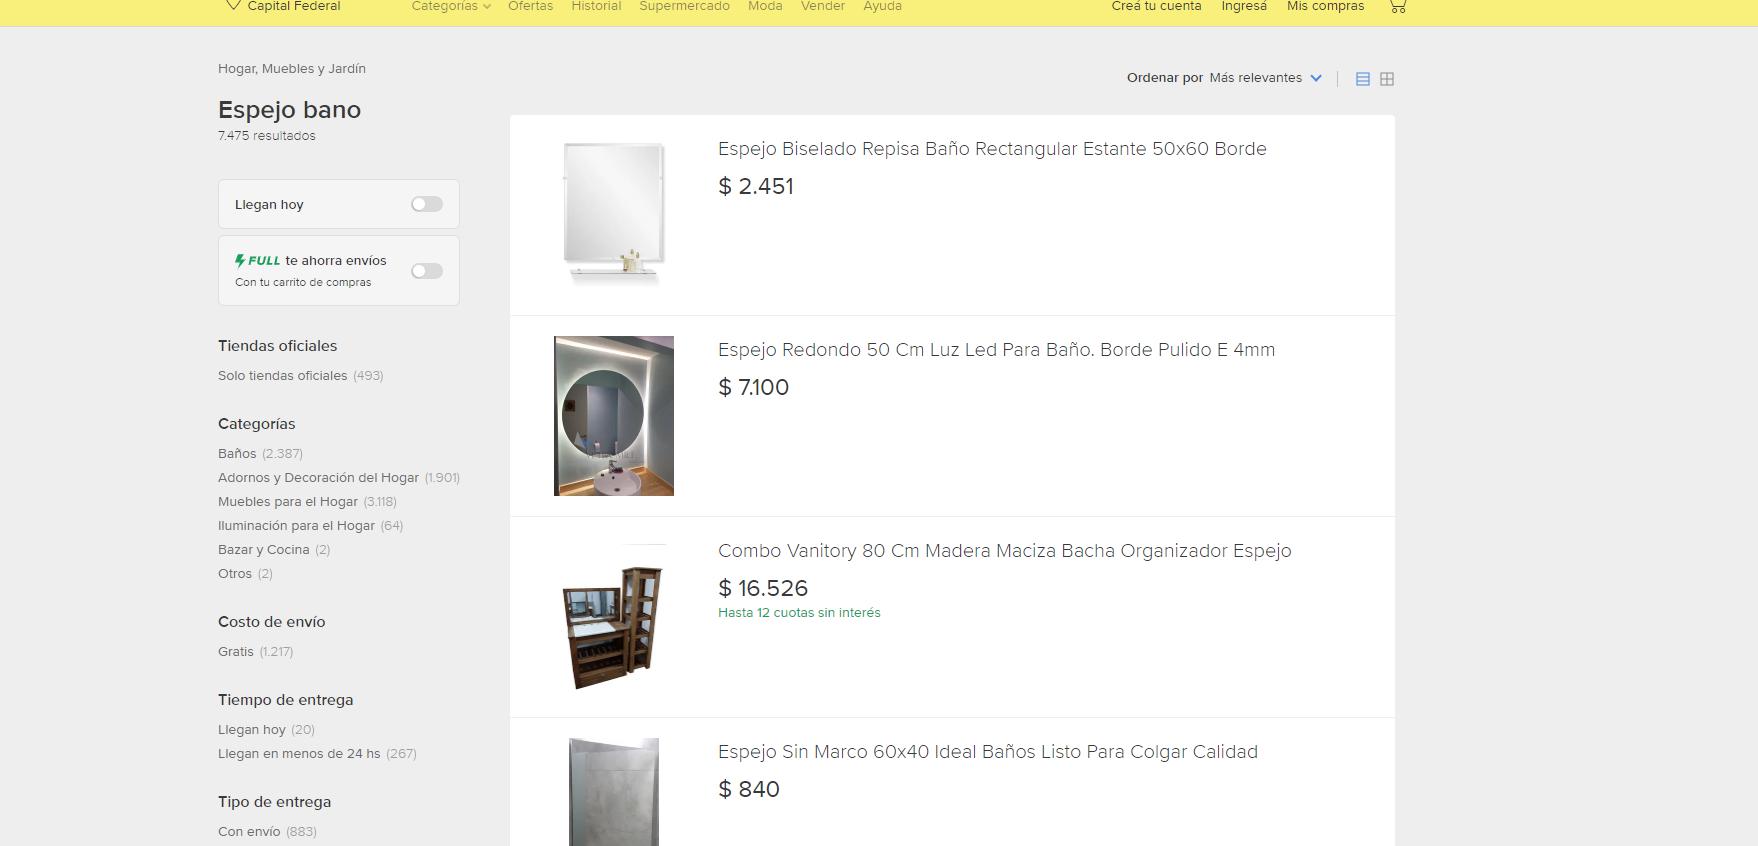 Capital Federal
Categorías
Ofertas
Historial
Supermercado
Moda
Vender
Ayuda
Creá tu cuenta
Ingresá
Mis compras
Hogar, Muebles y Jardín
Espejo bano
7.475 resultados
Ordenar por Más relevantes
Llegan hoy
FULL te ahorra envíos
Con tu carrito de compras
Tiendas oficiales
Solo tiendas oficiales (493)
Categorías
Baños (2.387)
Adornos y Decoración del Hogar (1.901)
Muebles para el Hogar (3.118)
Iluminación para el Hogar (64)
Bazar y Cocina (2)
Otros (2)
Costo de envío
Gratis (1.217)
Tiempo de entrega
Llegan hoy (20)
Llegan en menos de 24 hs (267)
Tipo de entrega
Con envío (883)
Espejo Biselado Repisa Baño Rectangular Estante 50x60 Borde
$ 2.451
Espejo Redondo 50 Cm Luz Led Para Baño. Borde Pulido E 4mm
$ 7.100
Combo Vanitory 80 Cm Madera Maciza Bacha Organizador Espejo
$ 16.526
Hasta 12 cuotas sin interés
Espejo Sin Marco 60x40 Ideal Baños Listo Para Colgar Calidad
$ 840